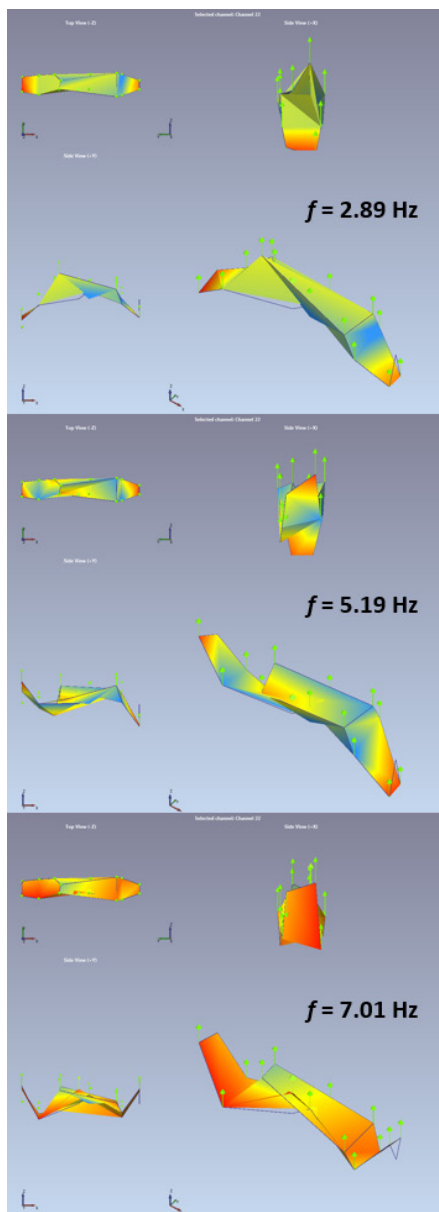 Top View (-Z)
Selected channel: Channel 22
Side View (+X)
Side View (+Y)
f = 2.89 Hz
Top View (-Z)
Selected channel: Channel 22
Side View (+X)
Side View (+Y)
f = 5.19 Hz
Top View (-Z)
Selected channel: Channel 22
Side View (+X)
Side View (+Y)
f = 7.01 Hz